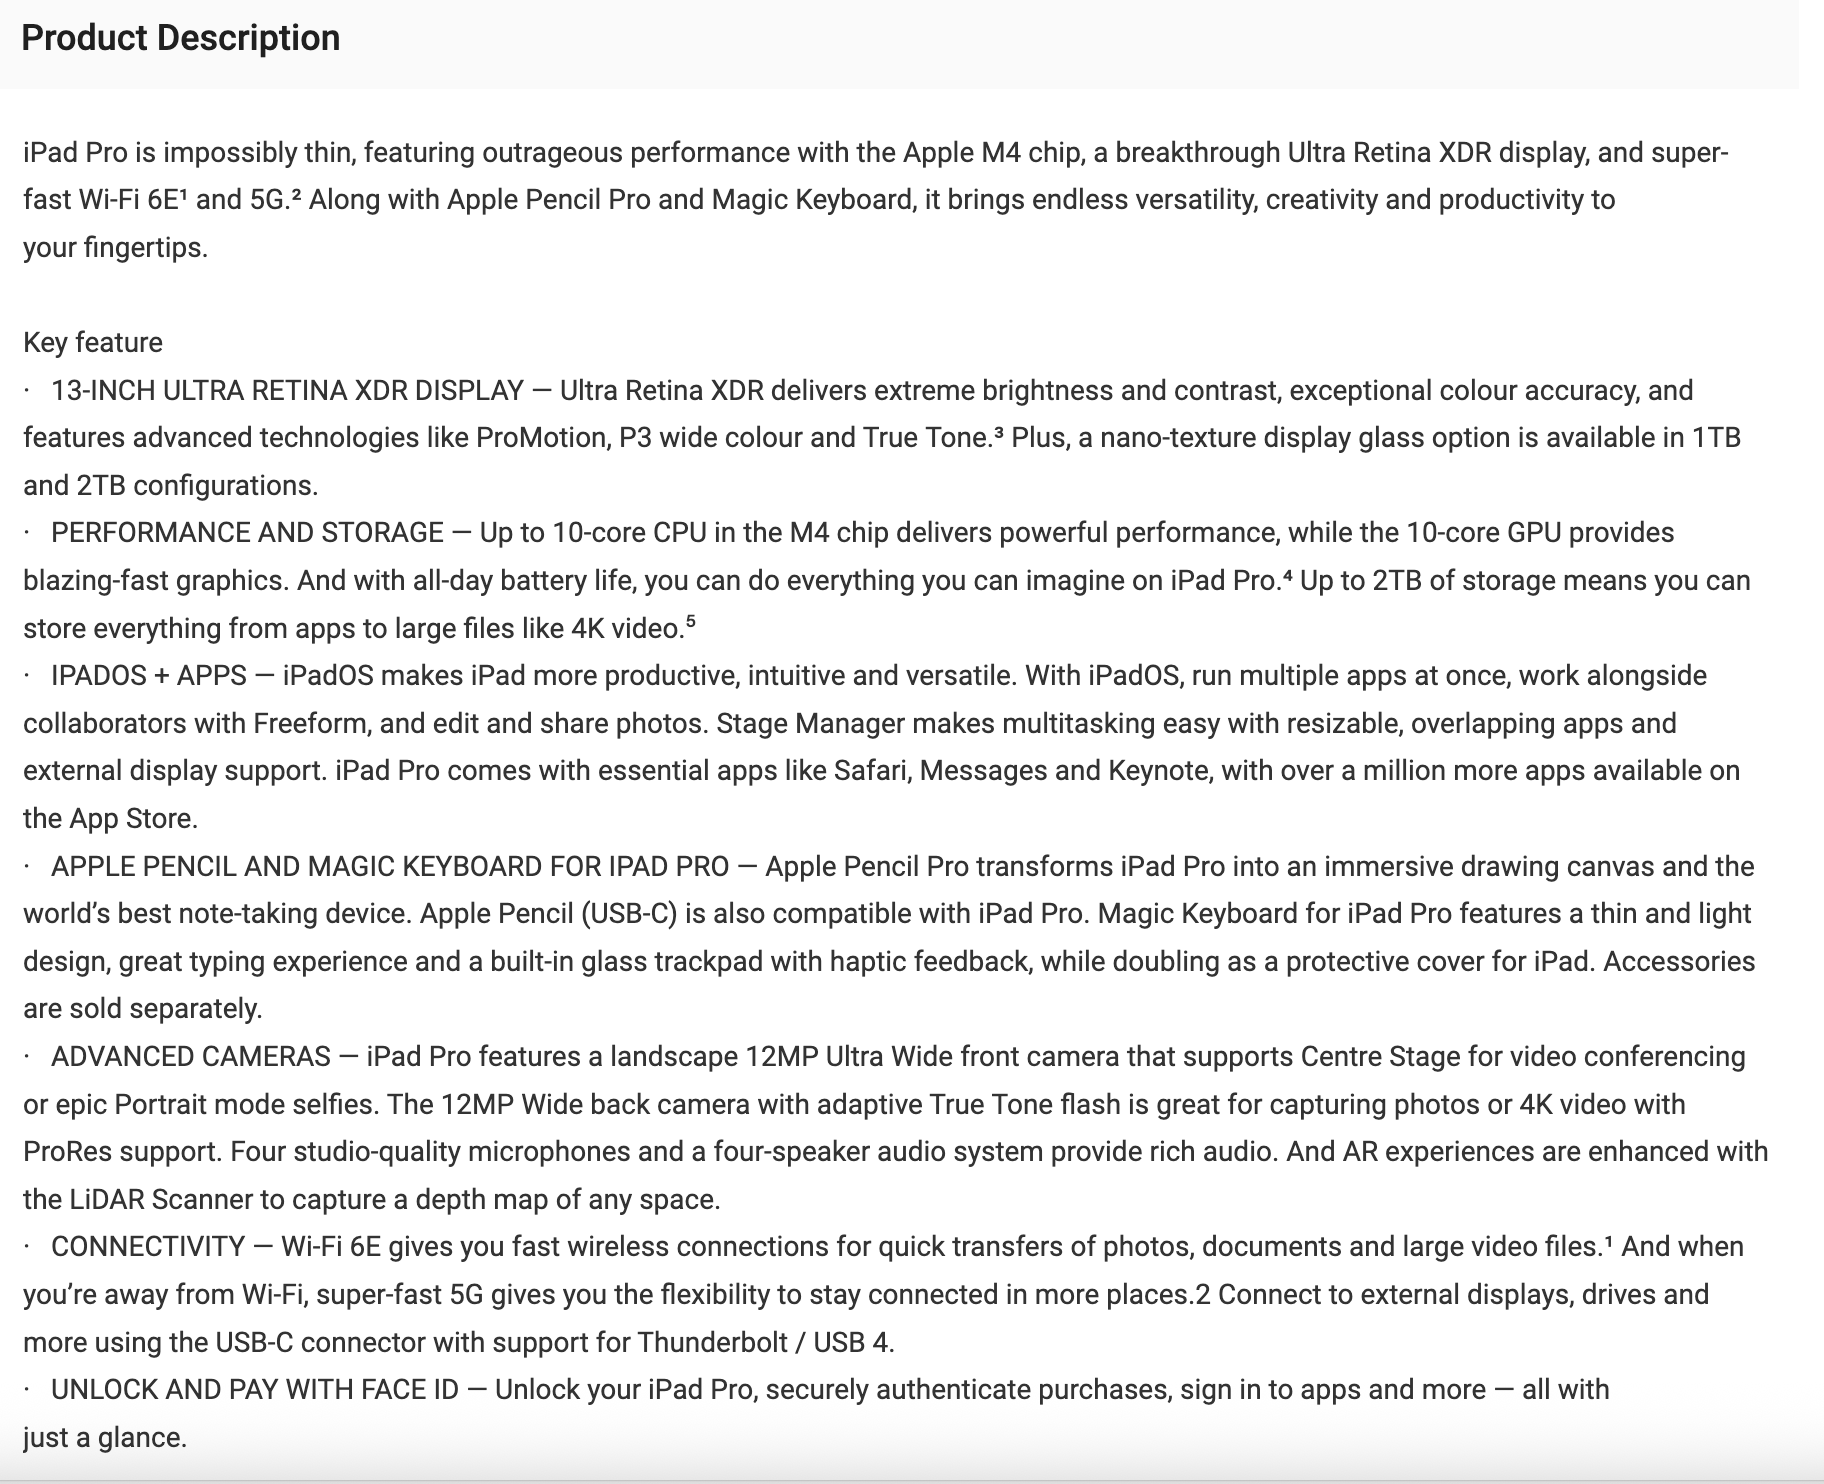 Product Description
iPad Pro is impossibly thin, featuring outrageous performance with the Apple M4 chip, a breakthrough Ultra Retina XDR display, and super-
fast Wi-Fi 6E¹ and 5G.² Along with Apple Pencil Pro and Magic Keyboard, it brings endless versatility, creativity and productivity to
your fingertips.
Key feature
· 13-INCH ULTRA RETINA XDR DISPLAY — Ultra Retina XDR delivers extreme brightness and contrast, exceptional colour accuracy, and
features advanced technologies like ProMotion, P3 wide colour and True Tone.³ Plus, a nano-texture display glass option is available in 1TB
and 2TB configurations.
· PERFORMANCE AND STORAGE — Up to 10-core CPU in the M4 chip delivers powerful performance, while the 10-core GPU provides
blazing-fast graphics. And with all-day battery life, you can do everything you can imagine on iPad Pro.⁴ Up to 2TB of storage means you can
store everything from apps to large files like 4K video.⁵
· IPADOS + APPS — iPadOS makes iPad more productive, intuitive and versatile. With iPadOS, run multiple apps at once, work alongside
collaborators with Freeform, and edit and share photos. Stage Manager makes multitasking easy with resizable, overlapping apps and
external display support. iPad Pro comes with essential apps like Safari, Messages and Keynote, with over a million more apps available on
the App Store.
· APPLE PENCIL AND MAGIC KEYBOARD FOR IPAD PRO — Apple Pencil Pro transforms iPad Pro into an immersive drawing canvas and the
world’s best note-taking device. Apple Pencil (USB-C) is also compatible with iPad Pro. Magic Keyboard for iPad Pro features a thin and light
design, great typing experience and a built-in glass trackpad with haptic feedback, while doubling as a protective cover for iPad. Accessories
are sold separately.
· ADVANCED CAMERAS — iPad Pro features a landscape 12MP Ultra Wide front camera that supports Centre Stage for video conferencing
or epic Portrait mode selfies. The 12MP Wide back camera with adaptive True Tone flash is great for capturing photos or 4K video with
ProRes support. Four studio-quality microphones and a four-speaker audio system provide rich audio. And AR experiences are enhanced with
the LiDAR Scanner to capture a depth map of any space.
· CONNECTIVITY — Wi-Fi 6E gives you fast wireless connections for quick transfers of photos, documents and large video files.¹ And when
you’re away from Wi-Fi, super-fast 5G gives you the flexibility to stay connected in more places.2 Connect to external displays, drives and
more using the USB-C connector with support for Thunderbolt / USB 4.
· UNLOCK AND PAY WITH FACE ID — Unlock your iPad Pro, securely authenticate purchases, sign in to apps and more — all with
just a glance.